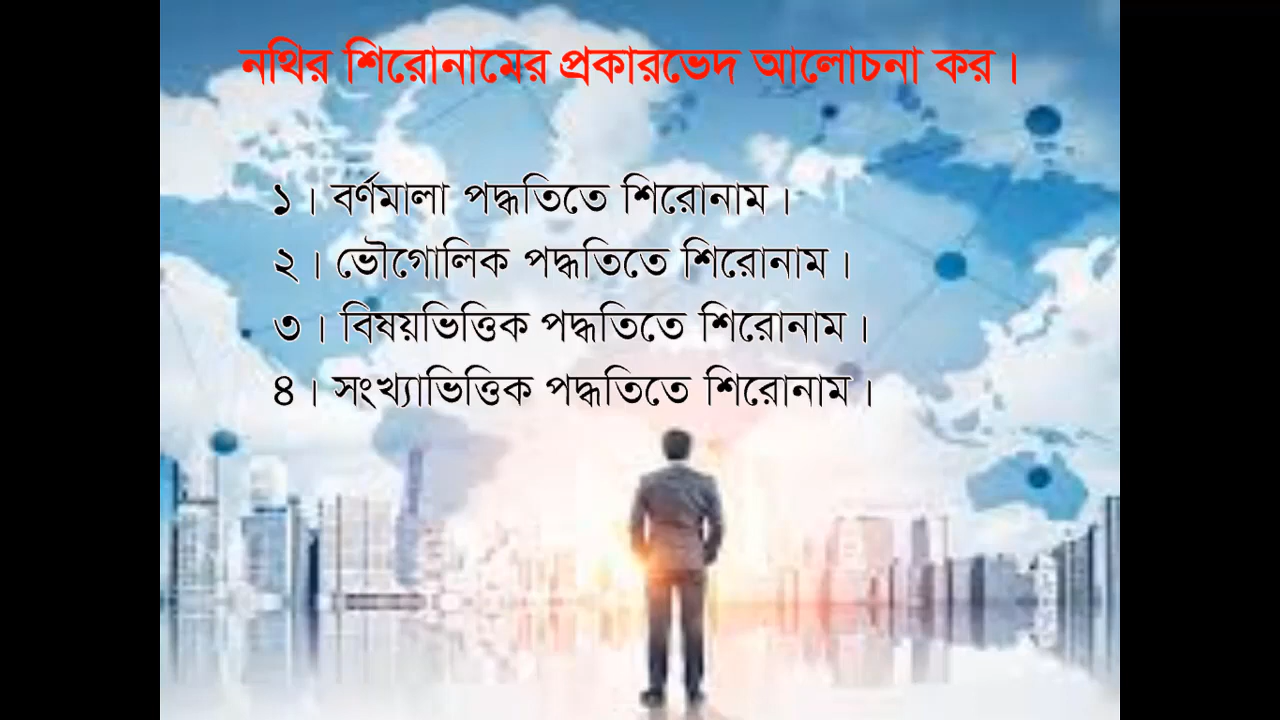 নথির শিরোনামের প্রকারভেদ আলোচনা কর।
১। বর্ণমালা পদ্ধতিতে শিরোনাম।
২। ভৌগোলিক পদ্ধতিতে শিরোনাম।
৩। বিষয়ভিত্তিক পদ্ধতিতে শিরোনাম।
৪। সংখ্যাভিত্তিক পদ্ধতিতে শিরোনাম।